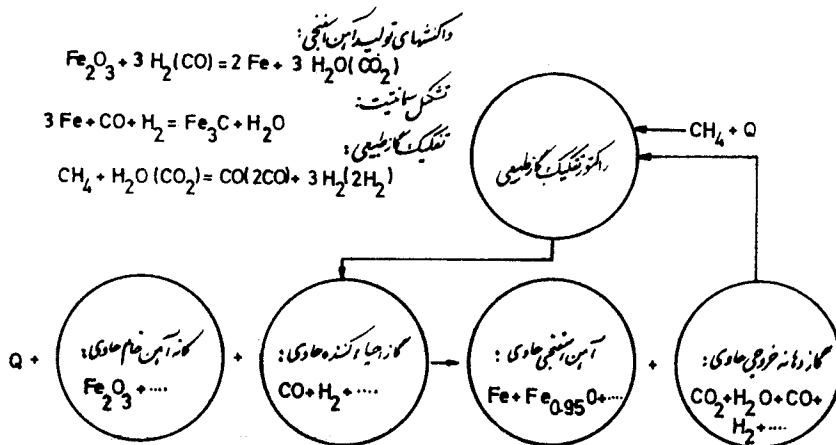 واکنشهای تولید آهن اسفنجی:
Fe₂O₃ + 3 H₂(CO) = 2 Fe + 3 H₂O(CO₂)
تشکیل سمانتیت:
3 Fe + CO + H₂ = Fe₃C + H₂O
تفکیک گاز طبیعی:
CH₄ + H₂O (CO₂) = CO(2CO) + 3 H₂(2H₂)
CH₄ + Q
راکتور تفکیک گاز طبیعی
Q +
کانه آهن خام حاوی:
Fe₂O₃ + ....
+
گاز احیاء کننده حاوی:
CO + H₂ + ....
آهن اسفنجی حاوی:
Fe + Fe₀.₉₅O + ....
+
گاز دهانه خروجی حاوی:
CO₂ + H₂O + CO +
H₂ + ....